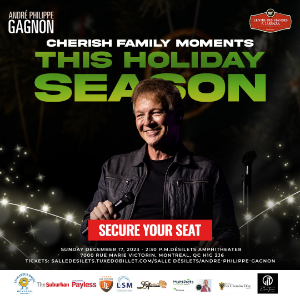 ANDRÉ PHILIPPE
GAGNON
CHERISH FAMILY MOMENTS
THIS HOLIDAY
SEASON
SECURE YOUR SEAT
SUNDAY DECEMBER 17, 2023 - 2:30 P.M. DÉSILETS AMPHITHEATER
7000 RUE MARIE VICTORIN, MONTREAL, QC H1G 2J6
TICKETS: SALLEDESILETS.TUXEDOBILLET.COM/SALLE DÉSILETS/ANDRE-PHILIPPE-GAGNON
The Suburban
Payless
LSM